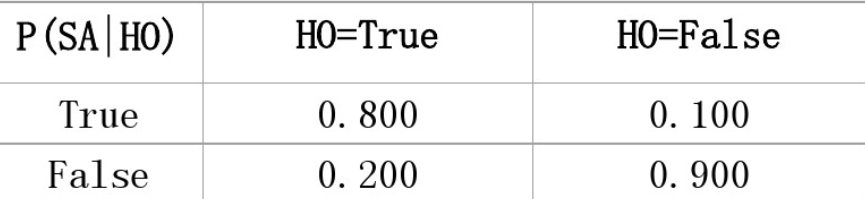 P(SA|HO) HO=True HO=False
True 0.800 0.100
False 0.200 0.900